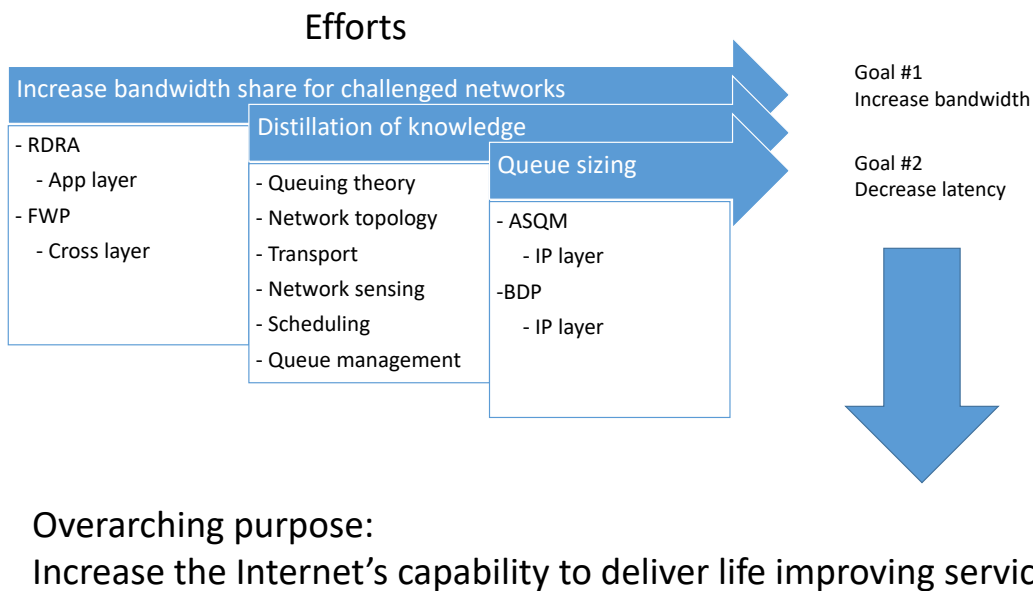 Efforts
Increase bandwidth share for challenged networks
- RDRA
- App layer
- FWP
- Cross layer
Distillation of knowledge
- Queuing theory
- Network topology
- Transport
- Network sensing
- Scheduling
- Queue management
Queue sizing
- ASQM
- IP layer
-BDP
- IP layer
Goal #1
Increase bandwidth
Goal #2
Decrease latency
Overarching purpose:
Increase the Internet’s capability to deliver life improving